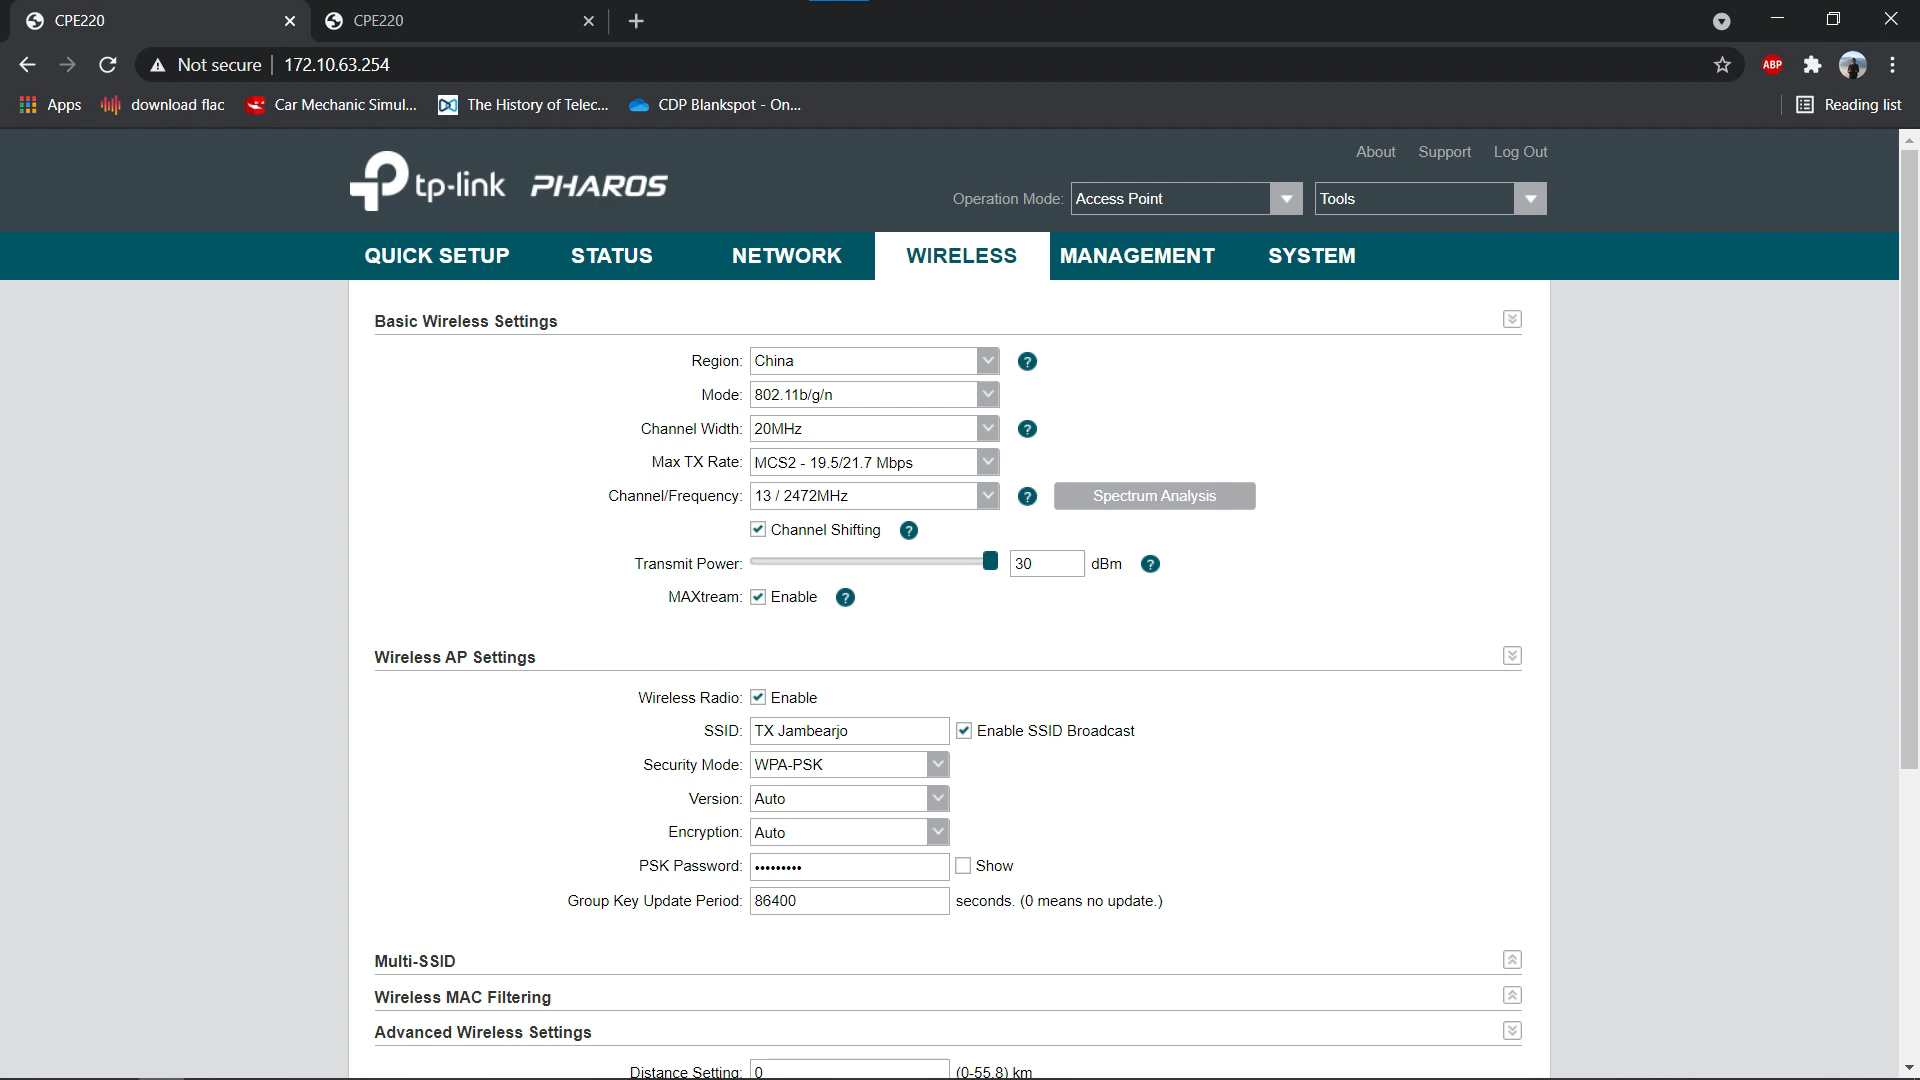 CPE220
CPE220
Not secure | 172.10.63.254
ABP
Apps download flac Car Mechanic Simul... The History of Telec... CDP Blankspot - On... Reading list
tp-link PHAROS
About Support Log Out
Operation Mode: Access Point Tools
QUICK SETUP STATUS NETWORK WIRELESS MANAGEMENT SYSTEM
Basic Wireless Settings
Region: China ?
Mode: 802.11b/g/n
Channel Width: 20MHz ?
Max TX Rate: MCS2 - 19.5/21.7 Mbps
Channel/Frequency: 13 / 2472MHz ? Spectrum Analysis
Channel Shifting ?
Transmit Power: 30 dBm ?
MAXtream: Enable ?
Wireless AP Settings
Wireless Radio: Enable
SSID: TX Jambearjo Enable SSID Broadcast
Security Mode: WPA-PSK
Version: Auto
Encryption: Auto
PSK Password: ••••••••• Show
Group Key Update Period: 86400 seconds. (0 means no update.)
Multi-SSID
Wireless MAC Filtering
Advanced Wireless Settings
Distance Setting: 0 (0-55.8) km